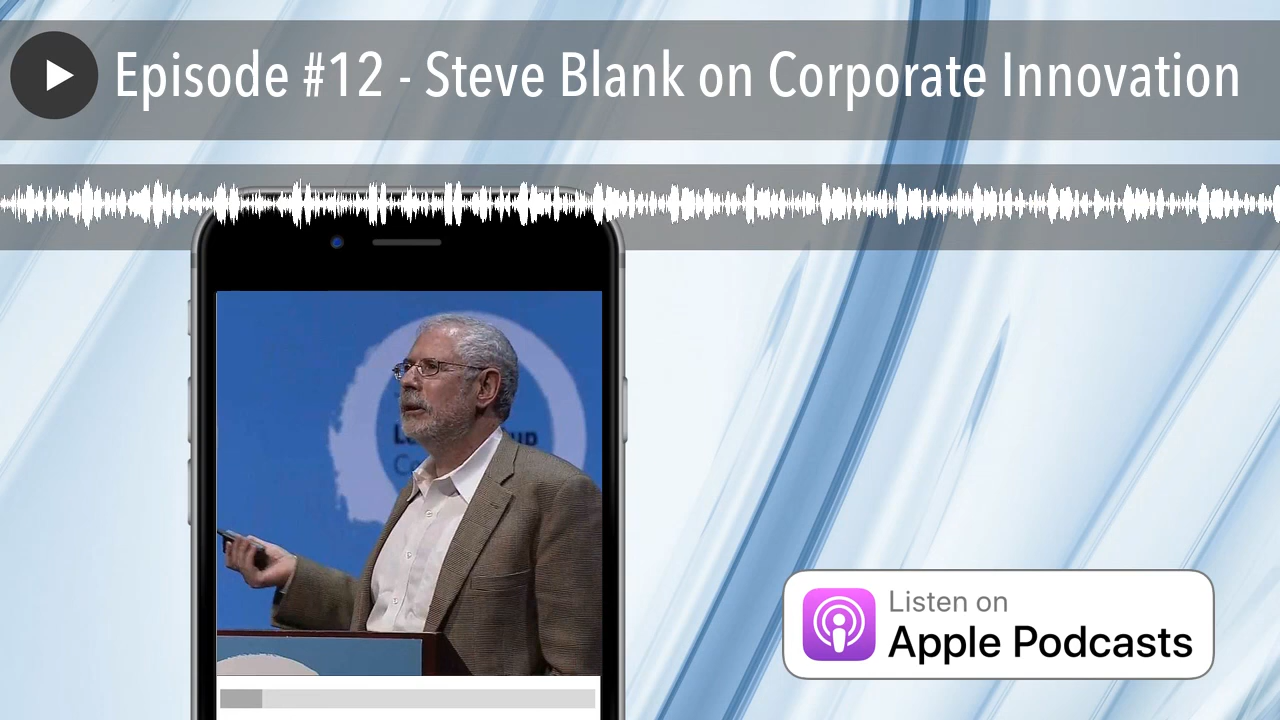 Episode #12 - Steve Blank on Corporate Innovation
Listen on
Apple Podcasts